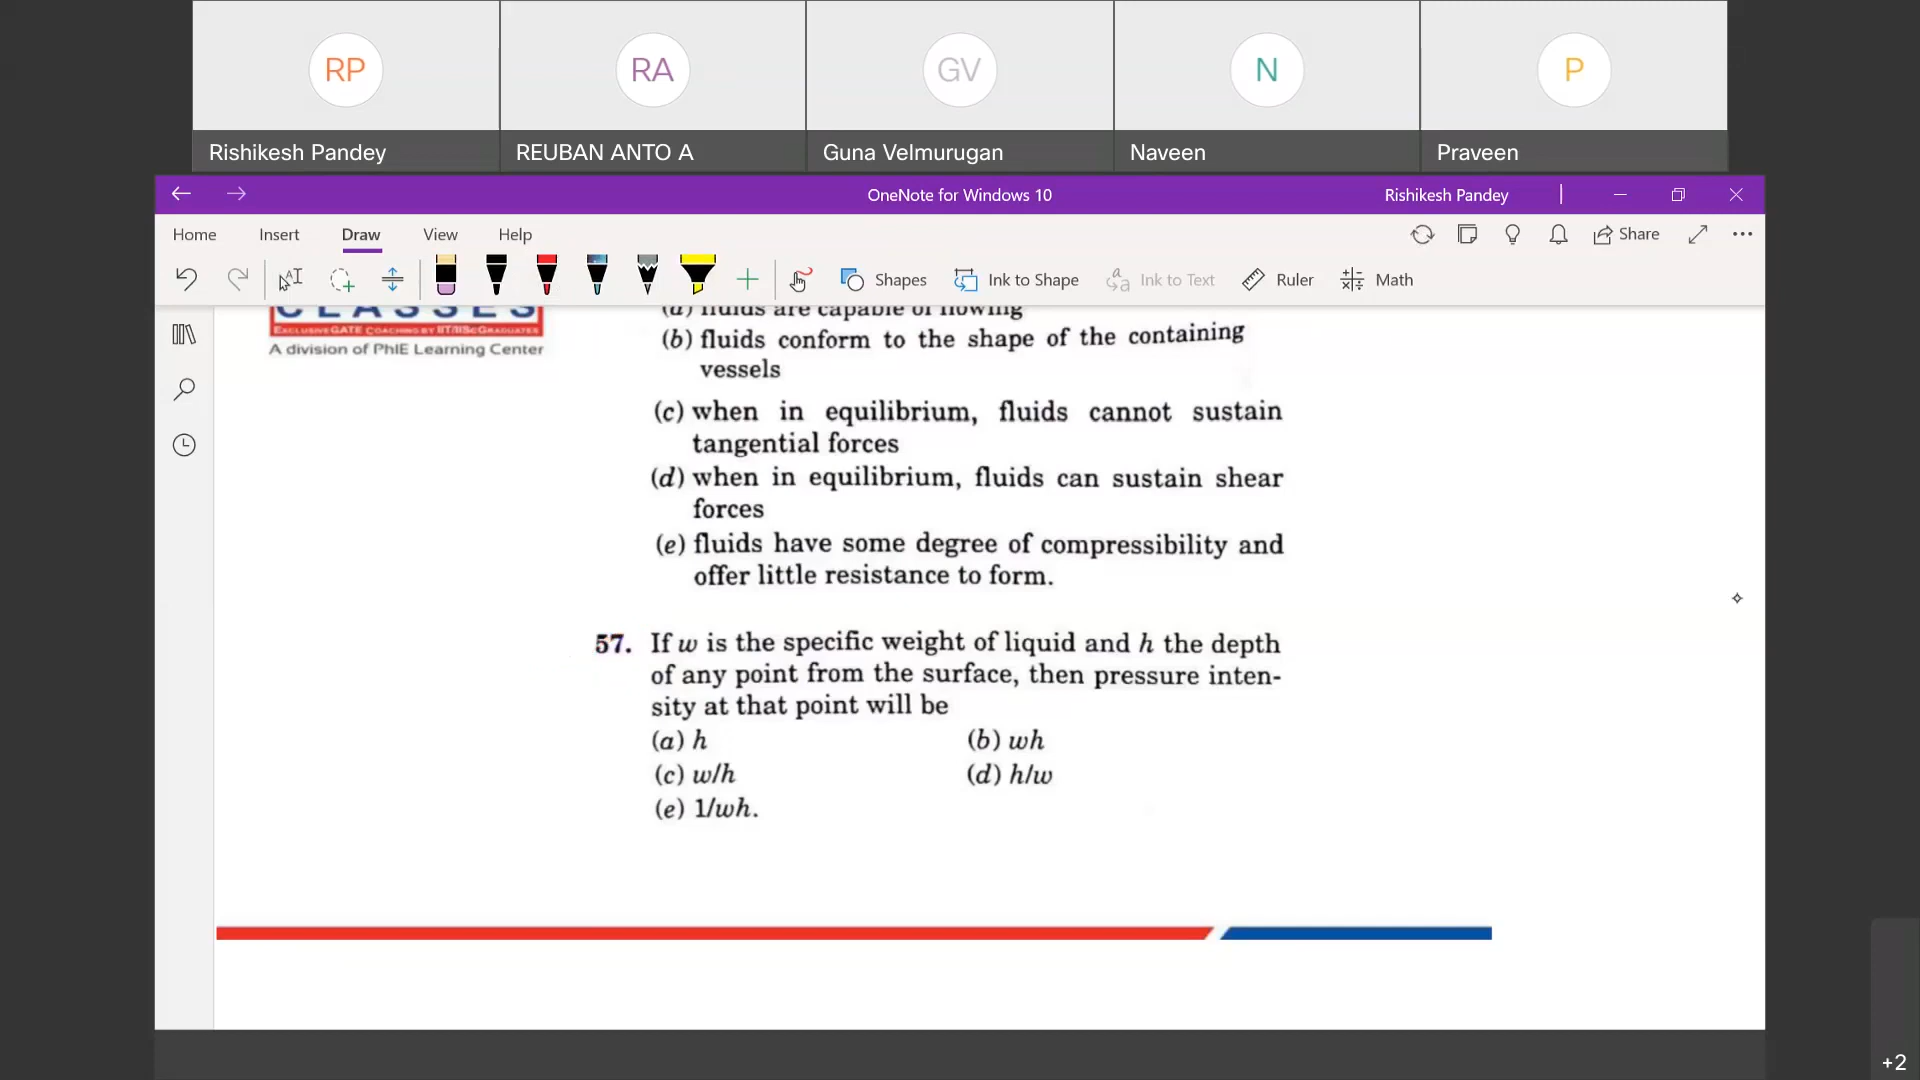 RP
RA
GV
N
P
Rishikesh Pandey
REUBAN ANTO A
Guna Velmurugan
Naveen
Praveen
OneNote for Windows 10
Rishikesh Pandey
Home
Insert
Draw
View
Help
Share
Shapes
Ink to Shape
Ink to Text
Ruler
Math
CLASSES
EXCLUSIVE GATE COACHING BY IIT/IISc GRADUATES
A division of PhIE Learning Center
(a) fluids are capable of flowing
(b) fluids conform to the shape of the containing
vessels
(c) when in equilibrium, fluids cannot sustain
tangential forces
(d) when in equilibrium, fluids can sustain shear
forces
(e) fluids have some degree of compressibility and
offer little resistance to form.
57. If w is the specific weight of liquid and h the depth
of any point from the surface, then pressure inten-
sity at that point will be
(a) h
(b) wh
(c) w/h
(d) h/w
(e) 1/wh.
+2